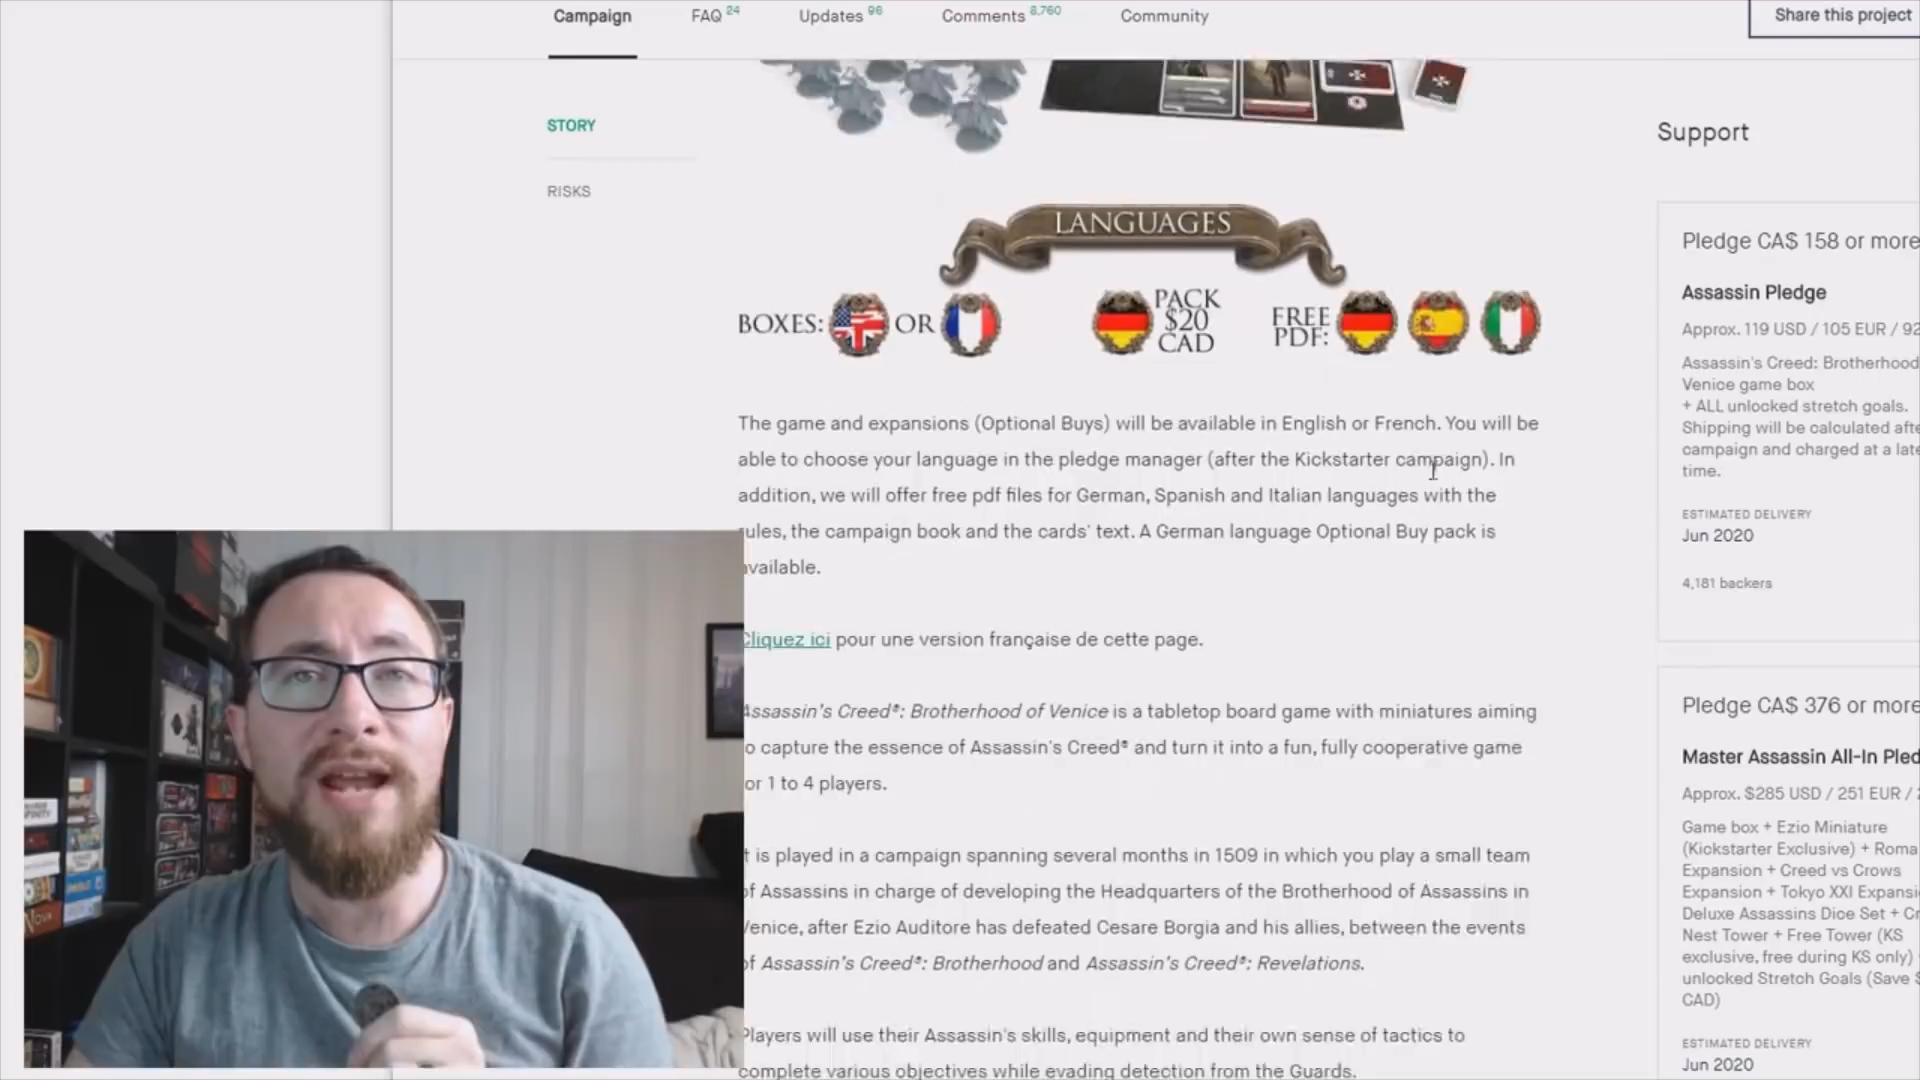 Campaign
FAQ 24
Updates 96
Comments 8,760
Community
Share this project
STORY
RISKS
LANGUAGES
BOXES:
OR
PACK
$20
CAD
FREE
PDF:
The game and expansions (Optional Buys) will be available in English or French. You will be
able to choose your language in the pledge manager (after the Kickstarter campaign). In
addition, we will offer free pdf files for German, Spanish and Italian languages with the
rules, the campaign book and the cards' text. A German language Optional Buy pack is
available.
Cliquez ici pour une version française de cette page.
Assassin's Creed®: Brotherhood of Venice is a tabletop board game with miniatures aiming
to capture the essence of Assassin's Creed® and turn it into a fun, fully cooperative game
for 1 to 4 players.
It is played in a campaign spanning several months in 1509 in which you play a small team
of Assassins in charge of developing the Headquarters of the Brotherhood of Assassins in
Venice, after Ezio Auditore has defeated Cesare Borgia and his allies, between the events
of Assassin's Creed®: Brotherhood and Assassin's Creed®: Revelations.
Players will use their Assassin's skills, equipment and their own sense of tactics to
complete various objectives while evading detection from the Guards.
Support
Pledge CA$ 158 or more
Assassin Pledge
Approx. 119 USD / 105 EUR / 92
Assassin's Creed: Brotherhood
Venice game box
+ ALL unlocked stretch goals.
Shipping will be calculated afte
campaign and charged at a late
time.
ESTIMATED DELIVERY
Jun 2020
4,181 backers
Pledge CA$ 376 or more
Master Assassin All-In Pled
Approx. $285 USD / 251 EUR / 2
Game box + Ezio Miniature
(Kickstarter Exclusive) + Roma
Expansion + Creed vs Crows
Expansion + Tokyo XXI Expansi
Deluxe Assassins Dice Set + Cr
Nest Tower + Free Tower (KS
exclusive, free during KS only)
unlocked Stretch Goals (Save $
CAD)
ESTIMATED DELIVERY
Jun 2020